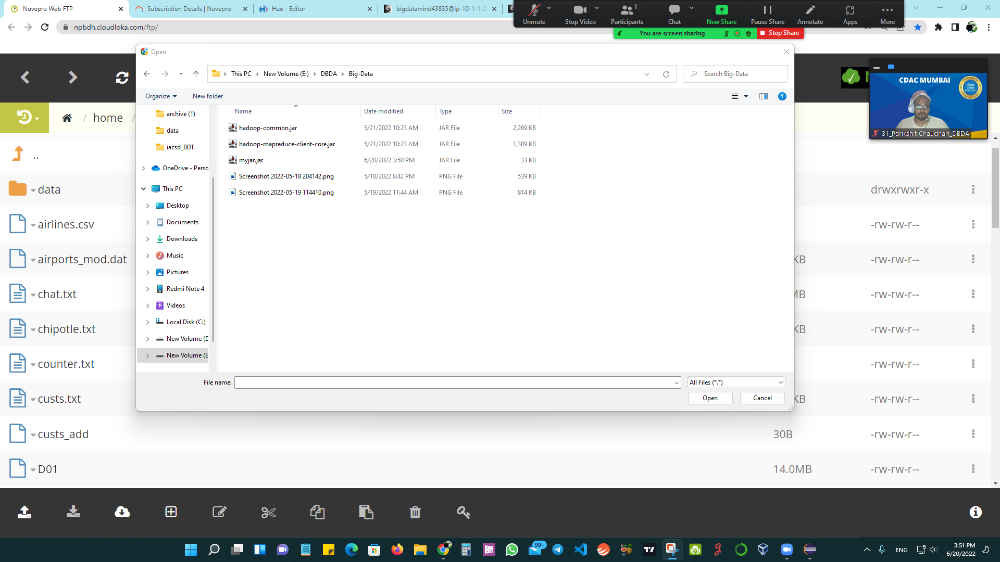 Nuvepro Web FTP
Subscription Details | Nuvepro
Hue - Editor
bigdatamind43835@ip-10-1-1-2
npbdh.cloudloka.com/ftp/
Unmute
Stop Video
Participants
1
Chat
New Share
Pause Share
Annotate
Apps
More
You are screen sharing
Stop Share
Open
This PC > New Volume (E:) > DBDA > Big-Data
Search Big-Data
Organize
New folder
CDAC MUMBAI
31_Parikshit Chaudhari_DBDA
home
/
/
Name
Date modified
Type
Size
archive (1)
data
iacsd_BDT
OneDrive - Perso
This PC
Desktop
Documents
Downloads
Music
Pictures
Redmi Note 4
Videos
Local Disk (C:)
New Volume (D
New Volume (E
hadoop-common.jar 5/21/2022 10:23 AM JAR File 2,269 KB
hadoop-mapreduce-client-core.jar 5/21/2022 10:23 AM JAR File 1,389 KB
myjar.jar 6/20/2022 3:50 PM JAR File 33 KB
Screenshot 2022-05-18 204142.png 5/18/2022 8:42 PM PNG File 539 KB
Screenshot 2022-05-19 114410.png 5/19/2022 11:44 AM PNG File 814 KB
File name:
All Files (*.*)
Open
Cancel
..
data drwxrwxr-x
airlines.csv -rw-rw-r--
airports_mod.dat KB -rw-rw-r--
chat.txt MB -rw-rw-r--
chipotle.txt KB -rw-rw-r--
counter.txt -rw-rw-r--
custs.txt KB -rw-rw-r--
custs_add 30B -rw-rw-r--
D01 14.0MB -rw-rw-r--
99+
ENG
3:51 PM
6/20/2022